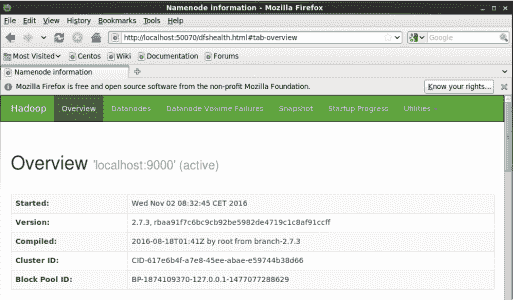 Namenode information - Mozilla Firefox
File Edit View History Bookmarks Tools Help
http://localhost:50070/dfshealth.html#tab-overview Google
Most Visited Centos Wiki Documentation Forums
Namenode information
Mozilla Firefox is free and open source software from the non-profit Mozilla Foundation. Know your rights...
Hadoop Overview Datanodes Datanode Volume Failures Snapshot Startup Progress Utilities
Overview 'localhost:9000' (active)
Started: Wed Nov 02 08:32:45 CET 2016
Version: 2.7.3, rbaa91f7c6bc9cb92be5982de4719c1c8af91ccff
Compiled: 2016-08-18T01:41Z by root from branch-2.7.3
Cluster ID: CID-617e6b4f-a7e8-45ee-abae-e59744b38d66
Block Pool ID: BP-1874109370-127.0.0.1-1477077288629